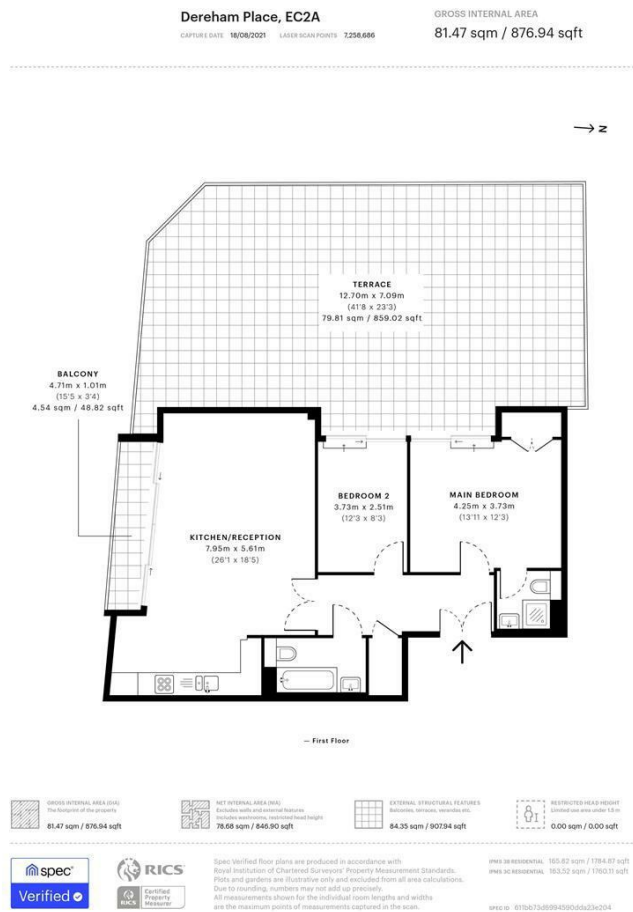 Dereham Place, EC2A
CAPTURE DATE 18/08/2021 LASER SCAN POINTS 7,258,686
GROSS INTERNAL AREA
81.47 sqm / 876.94 sqft
N
TERRACE
12.70m x 7.09m
(41'8 x 23'3)
79.81 sqm / 859.02 sqft
BALCONY
4.71m x 1.01m
(15'5 x 3'4)
4.54 sqm / 48.82 sqft
BEDROOM 2
3.73m x 2.51m
(12'3 x 8'3)
MAIN BEDROOM
4.25m x 3.73m
(13'11 x 12'3)
KITCHEN/RECEPTION
7.95m x 5.61m
(26'1 x 18'5)
— First Floor
GROSS INTERNAL AREA (GIA)
The footprint of the property
81.47 sqm / 876.94 sqft
NET INTERNAL AREA (NIA)
Excludes walls and external features
Includes washrooms, restricted head height
78.68 sqm / 846.90 sqft
EXTERNAL STRUCTURAL FEATURES
Balconies, terraces, verandas etc.
84.35 sqm / 907.94 sqft
RESTRICTED HEAD HEIGHT
Limited use area under 1.5 m
0.00 sqm / 0.00 sqft
spec
Verified
RICS
RICS
Certified
Property
Measurer
Spec Verified floor plans are produced in accordance with
Royal Institution of Chartered Surveyors' Property Measurement Standards.
Plots and gardens are illustrative only and excluded from all area calculations.
Due to rounding, numbers may not add up precisely.
All measurements shown for the individual room lengths and widths
are the maximum points of measurements captured in the scan.
IPMS 3B RESIDENTIAL 165.82 sqm / 1784.87 sqft
IPMS 3C RESIDENTIAL 163.52 sqm / 1760.11 sqft
SPEC ID